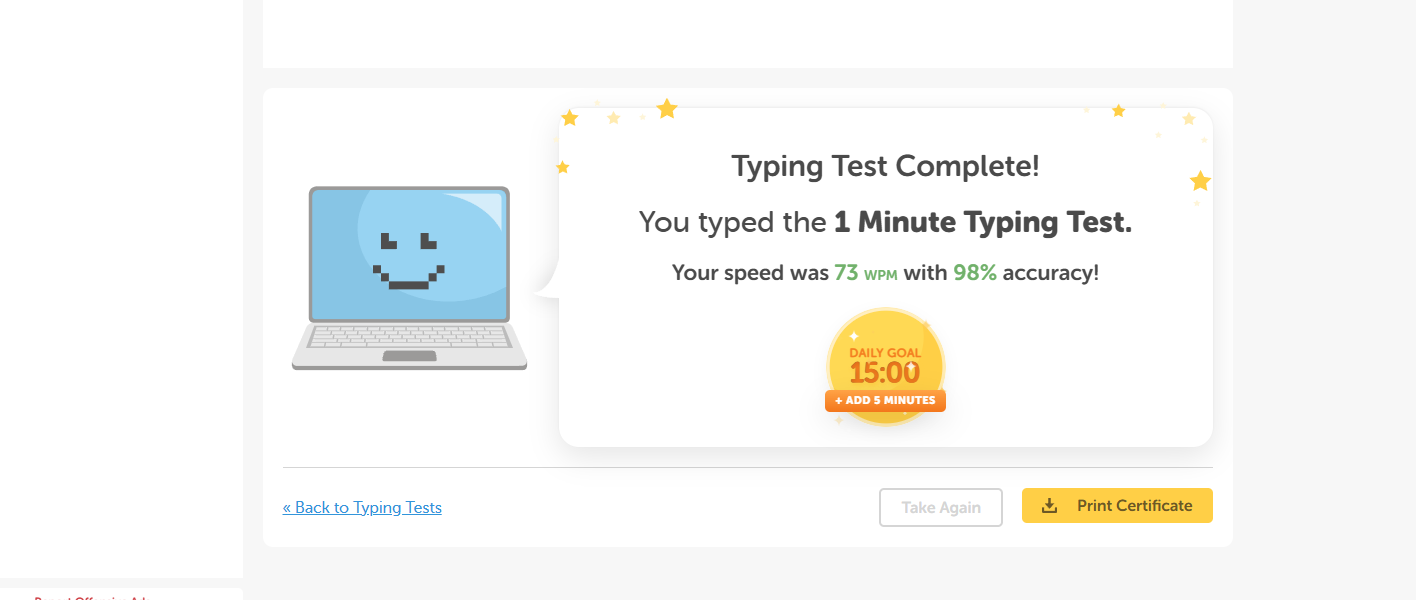 Typing Test Complete!
You typed the 1 Minute Typing Test.
Your speed was 73 WPM with 98% accuracy!
DAILY GOAL
15:00
+ ADD 5 MINUTES
« Back to Typing Tests
Take Again
Print Certificate